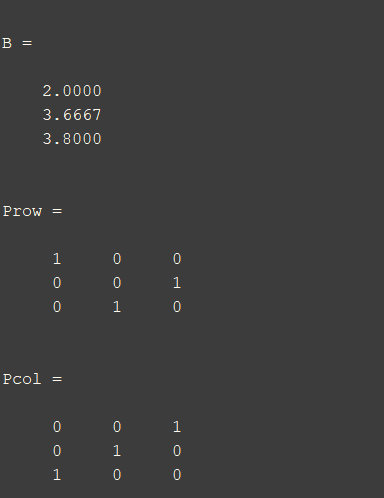 B =
2.0000
3.6667
3.8000
Prow =
1 0 0
0 0 1
0 1 0
Pcol =
0 0 1
0 1 0
1 0 0